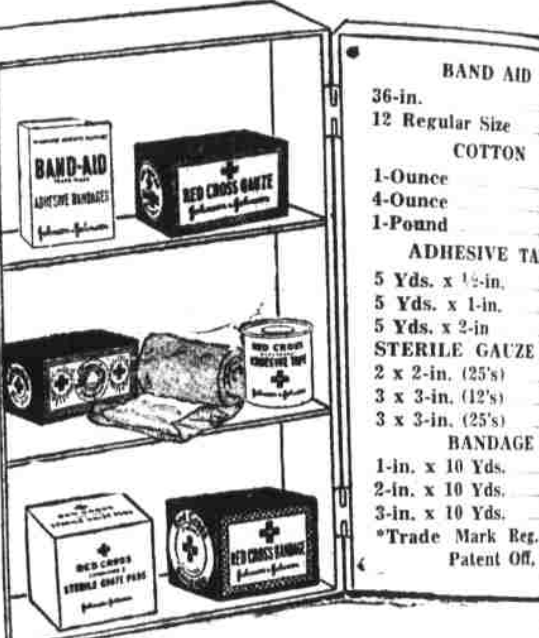 BAND-AID
ADHESIVE BANDAGES
Johnson & Johnson
RED CROSS GAUZE
Johnson & Johnson
RED CROSS
ADHESIVE TAPE
Johnson & Johnson
RED CROSS
STERILE GAUZE PADS
Johnson & Johnson
RED CROSS BANDAGE
Johnson & Johnson
BAND AID
36-in.
12 Regular Size
COTTON
1-Ounce
4-Ounce
1-Pound
ADHESIVE TA
5 Yds. x ½-in.
5 Yds. x 1-in.
5 Yds. x 2-in
STERILE GAUZE
2 x 2-in. (25's)
3 x 3-in. (12's)
3 x 3-in. (25's)
BANDAGE
1-in. x 10 Yds.
2-in. x 10 Yds.
3-in. x 10 Yds.
*Trade Mark Reg.
Patent Off.